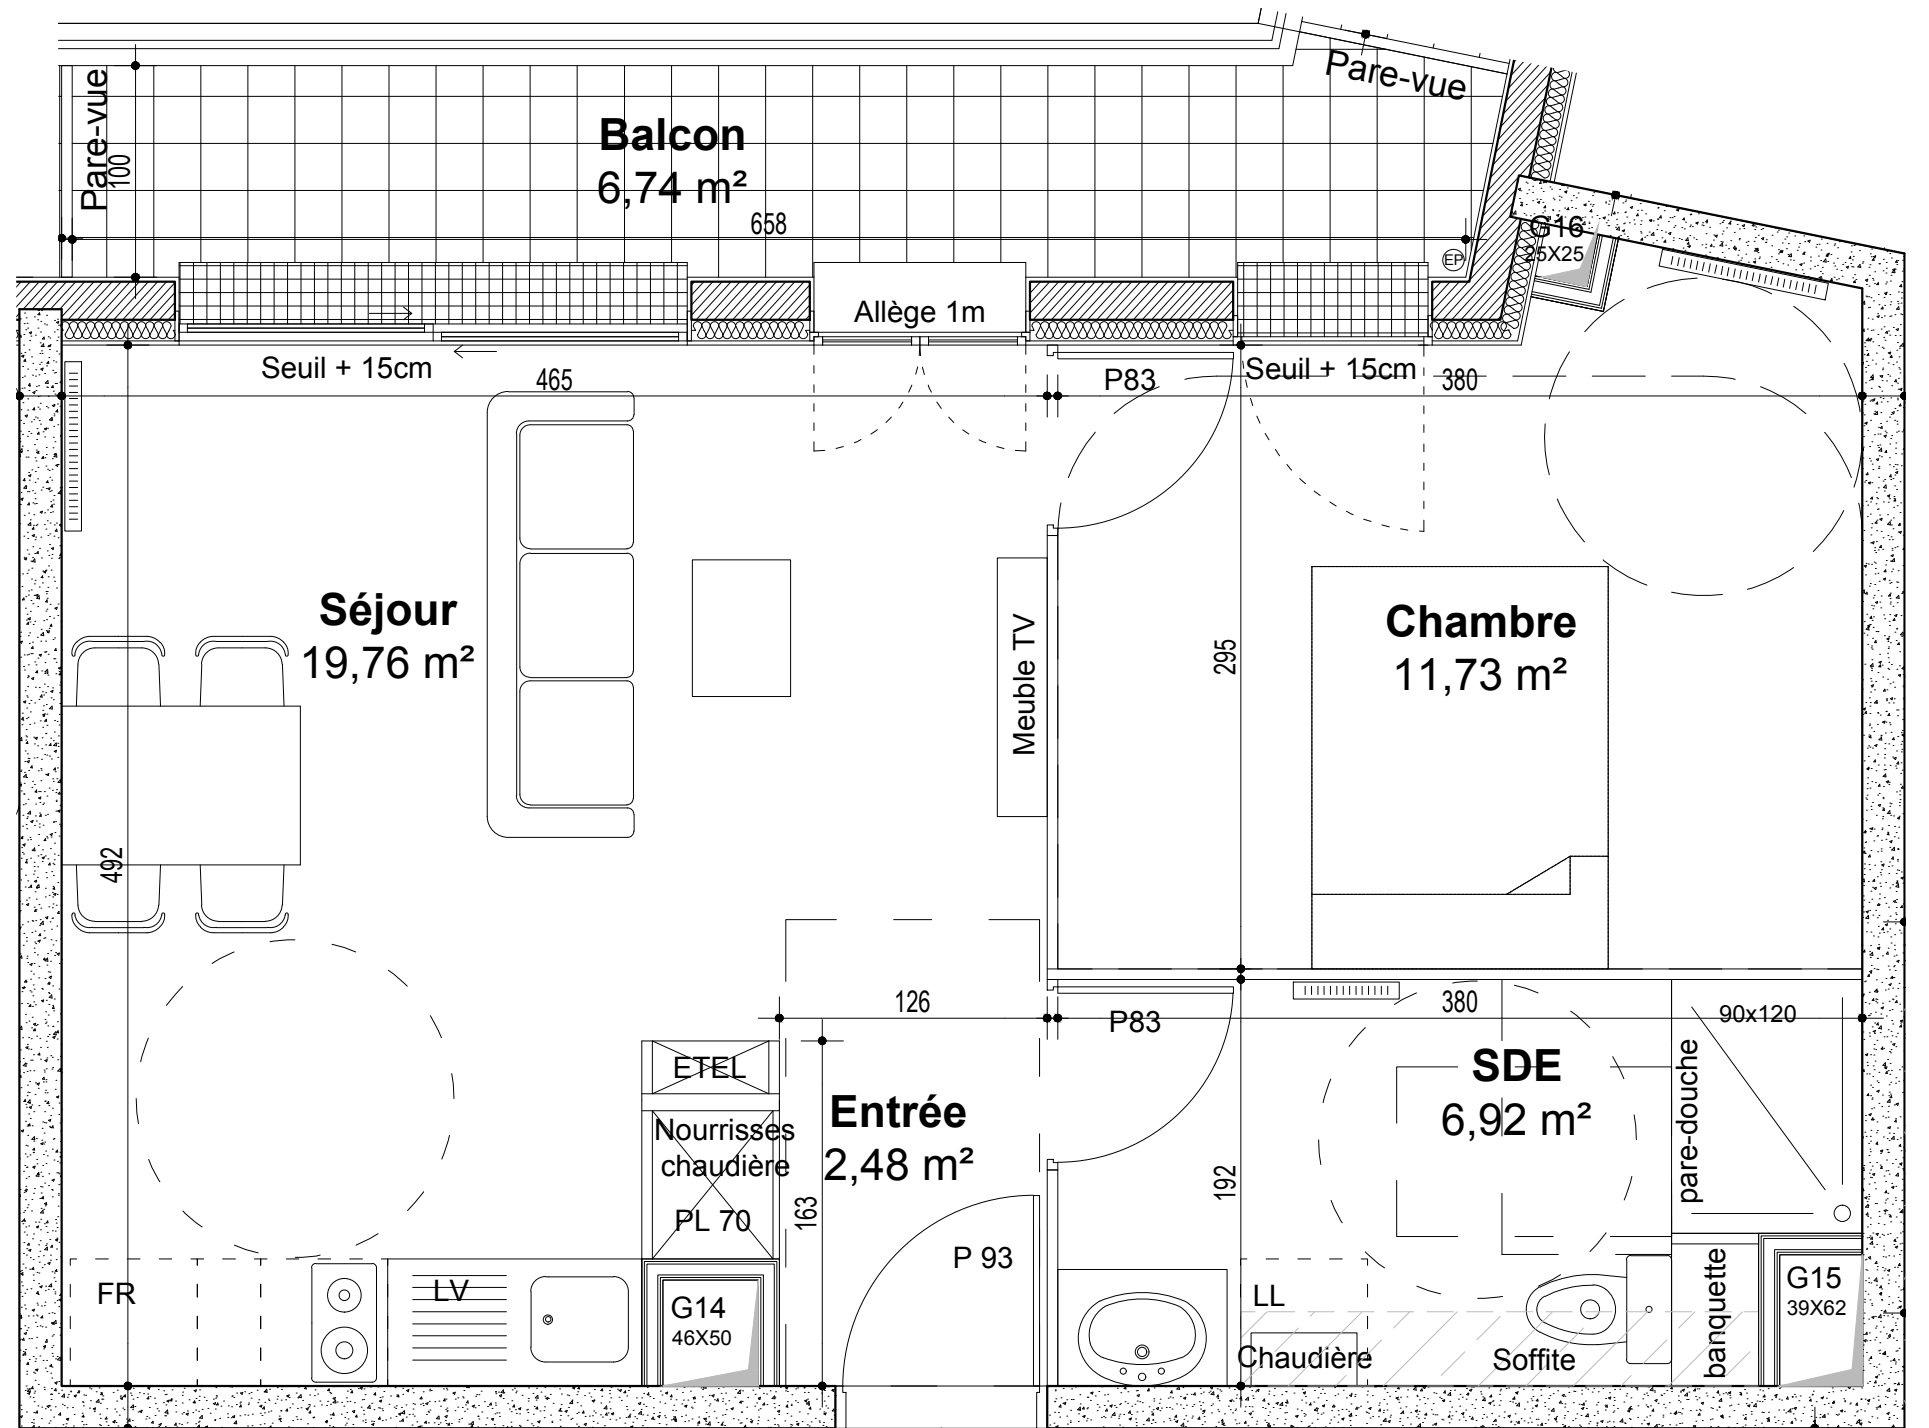 Pare-vue
Pare-vue
Balcon
6,74 m²
100
658
EP
G16
25X25
Allège 1m
Seuil + 15cm
465
P83
Seuil + 15cm
380
Séjour
19,76 m²
Meuble TV
295
Chambre
11,73 m²
492
126
P83
380
90x120
ETEL
Nourrisses
chaudière
PL 70
Entrée
2,48 m²
163
P 93
192
SDE
6,92 m²
pare-douche
FR
LV
G14
46X50
LL
Chaudière
Soffite
banquette
G15
39X62